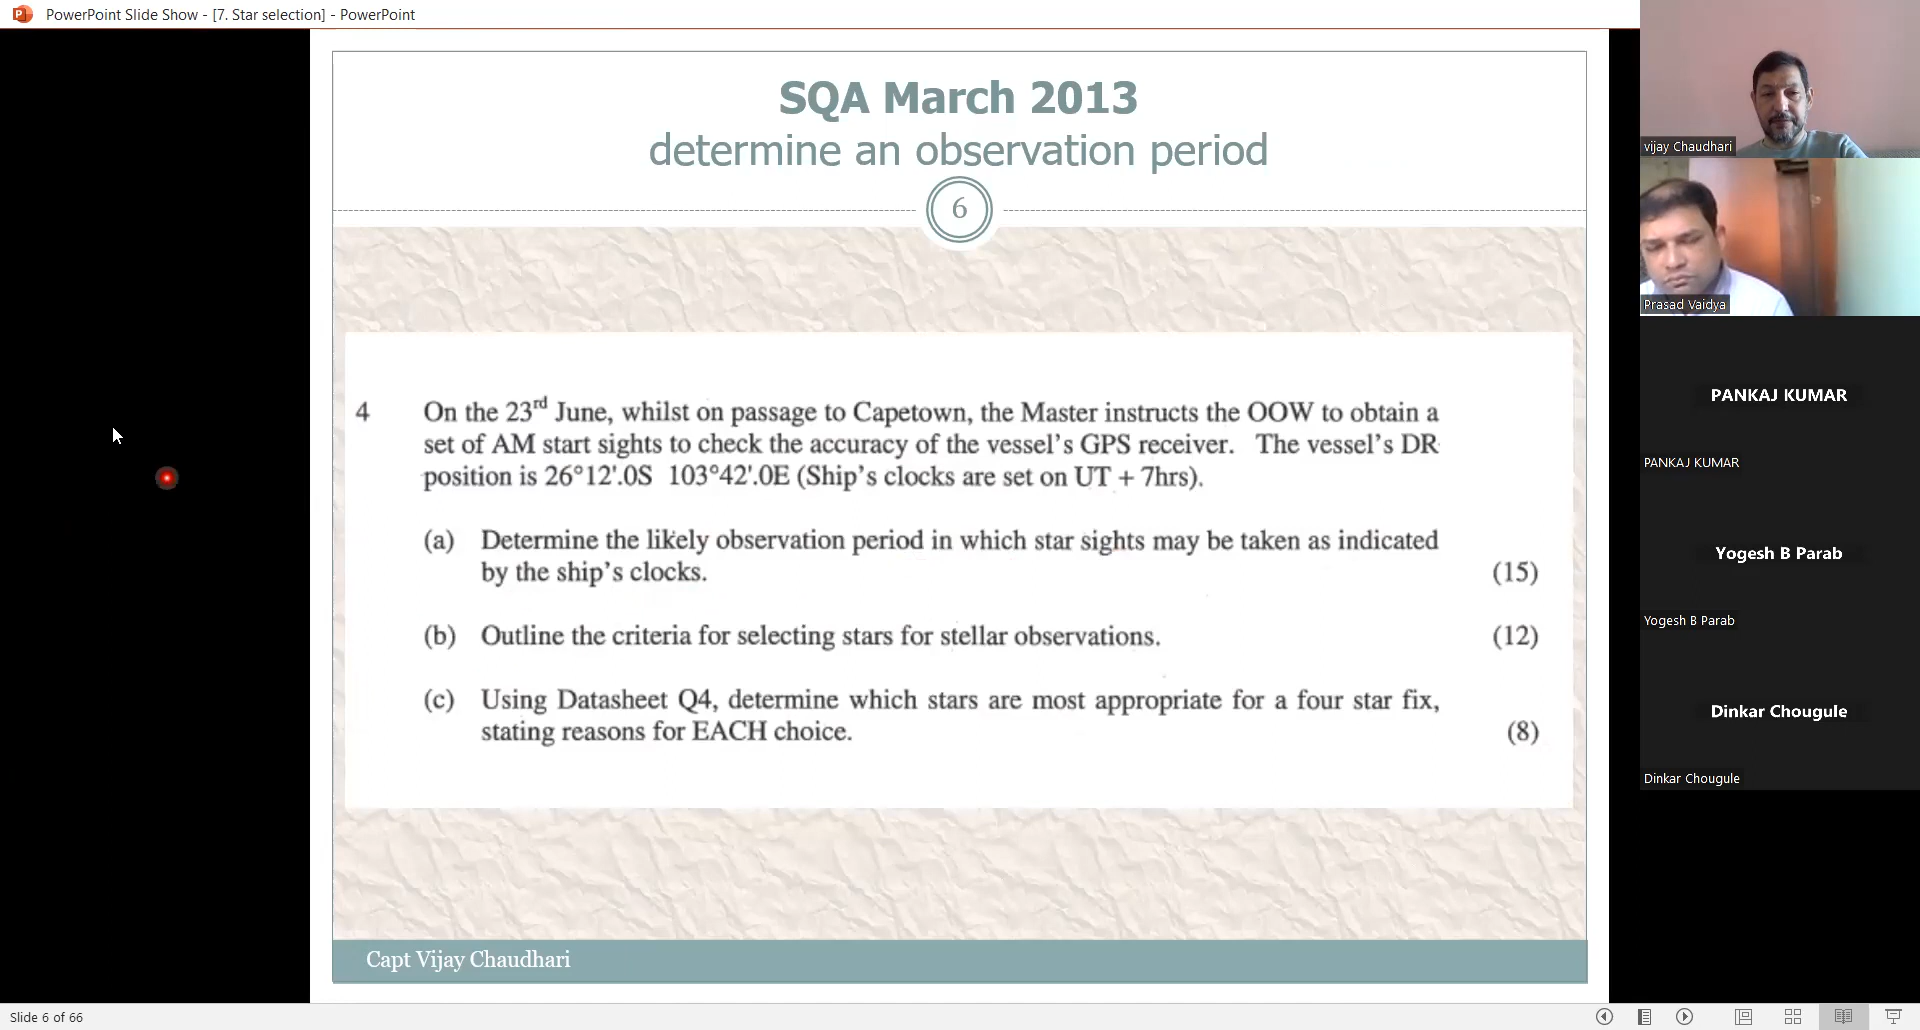 PowerPoint Slide Show - [7. Star selection] - PowerPoint
SQA March 2013
determine an observation period
6
4 On the 23rd June, whilst on passage to Capetown, the Master instructs the OOW to obtain a
set of AM start sights to check the accuracy of the vessel's GPS receiver. The vessel's DR
position is 26°12'.0S 103°42'.0E (Ship's clocks are set on UT + 7hrs).
(a) Determine the likely observation period in which star sights may be taken as indicated
by the ship's clocks. (15)
(b) Outline the criteria for selecting stars for stellar observations. (12)
(c) Using Datasheet Q4, determine which stars are most appropriate for a four star fix,
stating reasons for EACH choice. (8)
Capt Vijay Chaudhari
Slide 6 of 66
vijay Chaudhari
Prasad Vaidya
PANKAJ KUMAR
PANKAJ KUMAR
Yogesh B Parab
Yogesh B Parab
Dinkar Chougule
Dinkar Chougule